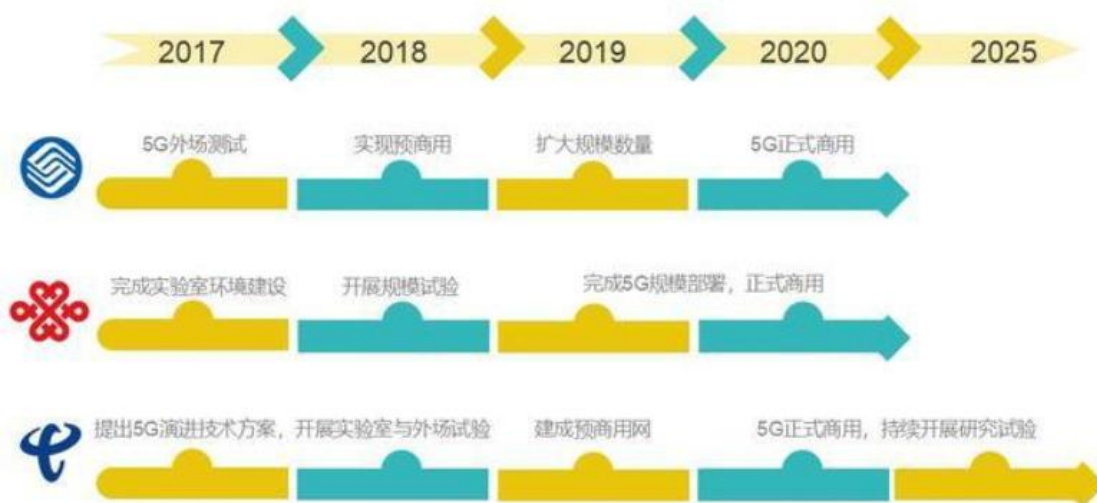 2017 2018 2019 2020 2025
5G外场测试 实现预商用 扩大规模数量 5G正式商用
完成实验室环境建设 开展规模试验 完成5G规模部署，正式商用
提出5G演进技术方案，开展实验室与外场试验 建成预商用网 5G正式商用，持续开展研究试验